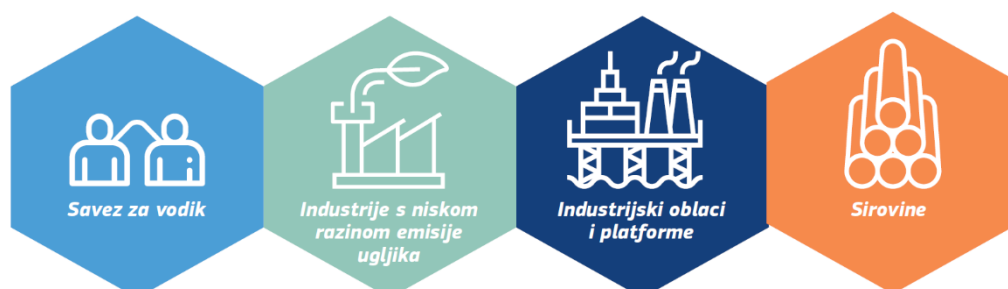 Savez za vodik
Industrije s niskom
razinom emisije
ugljika
Industrijski oblaci
i platforme
Sirovine